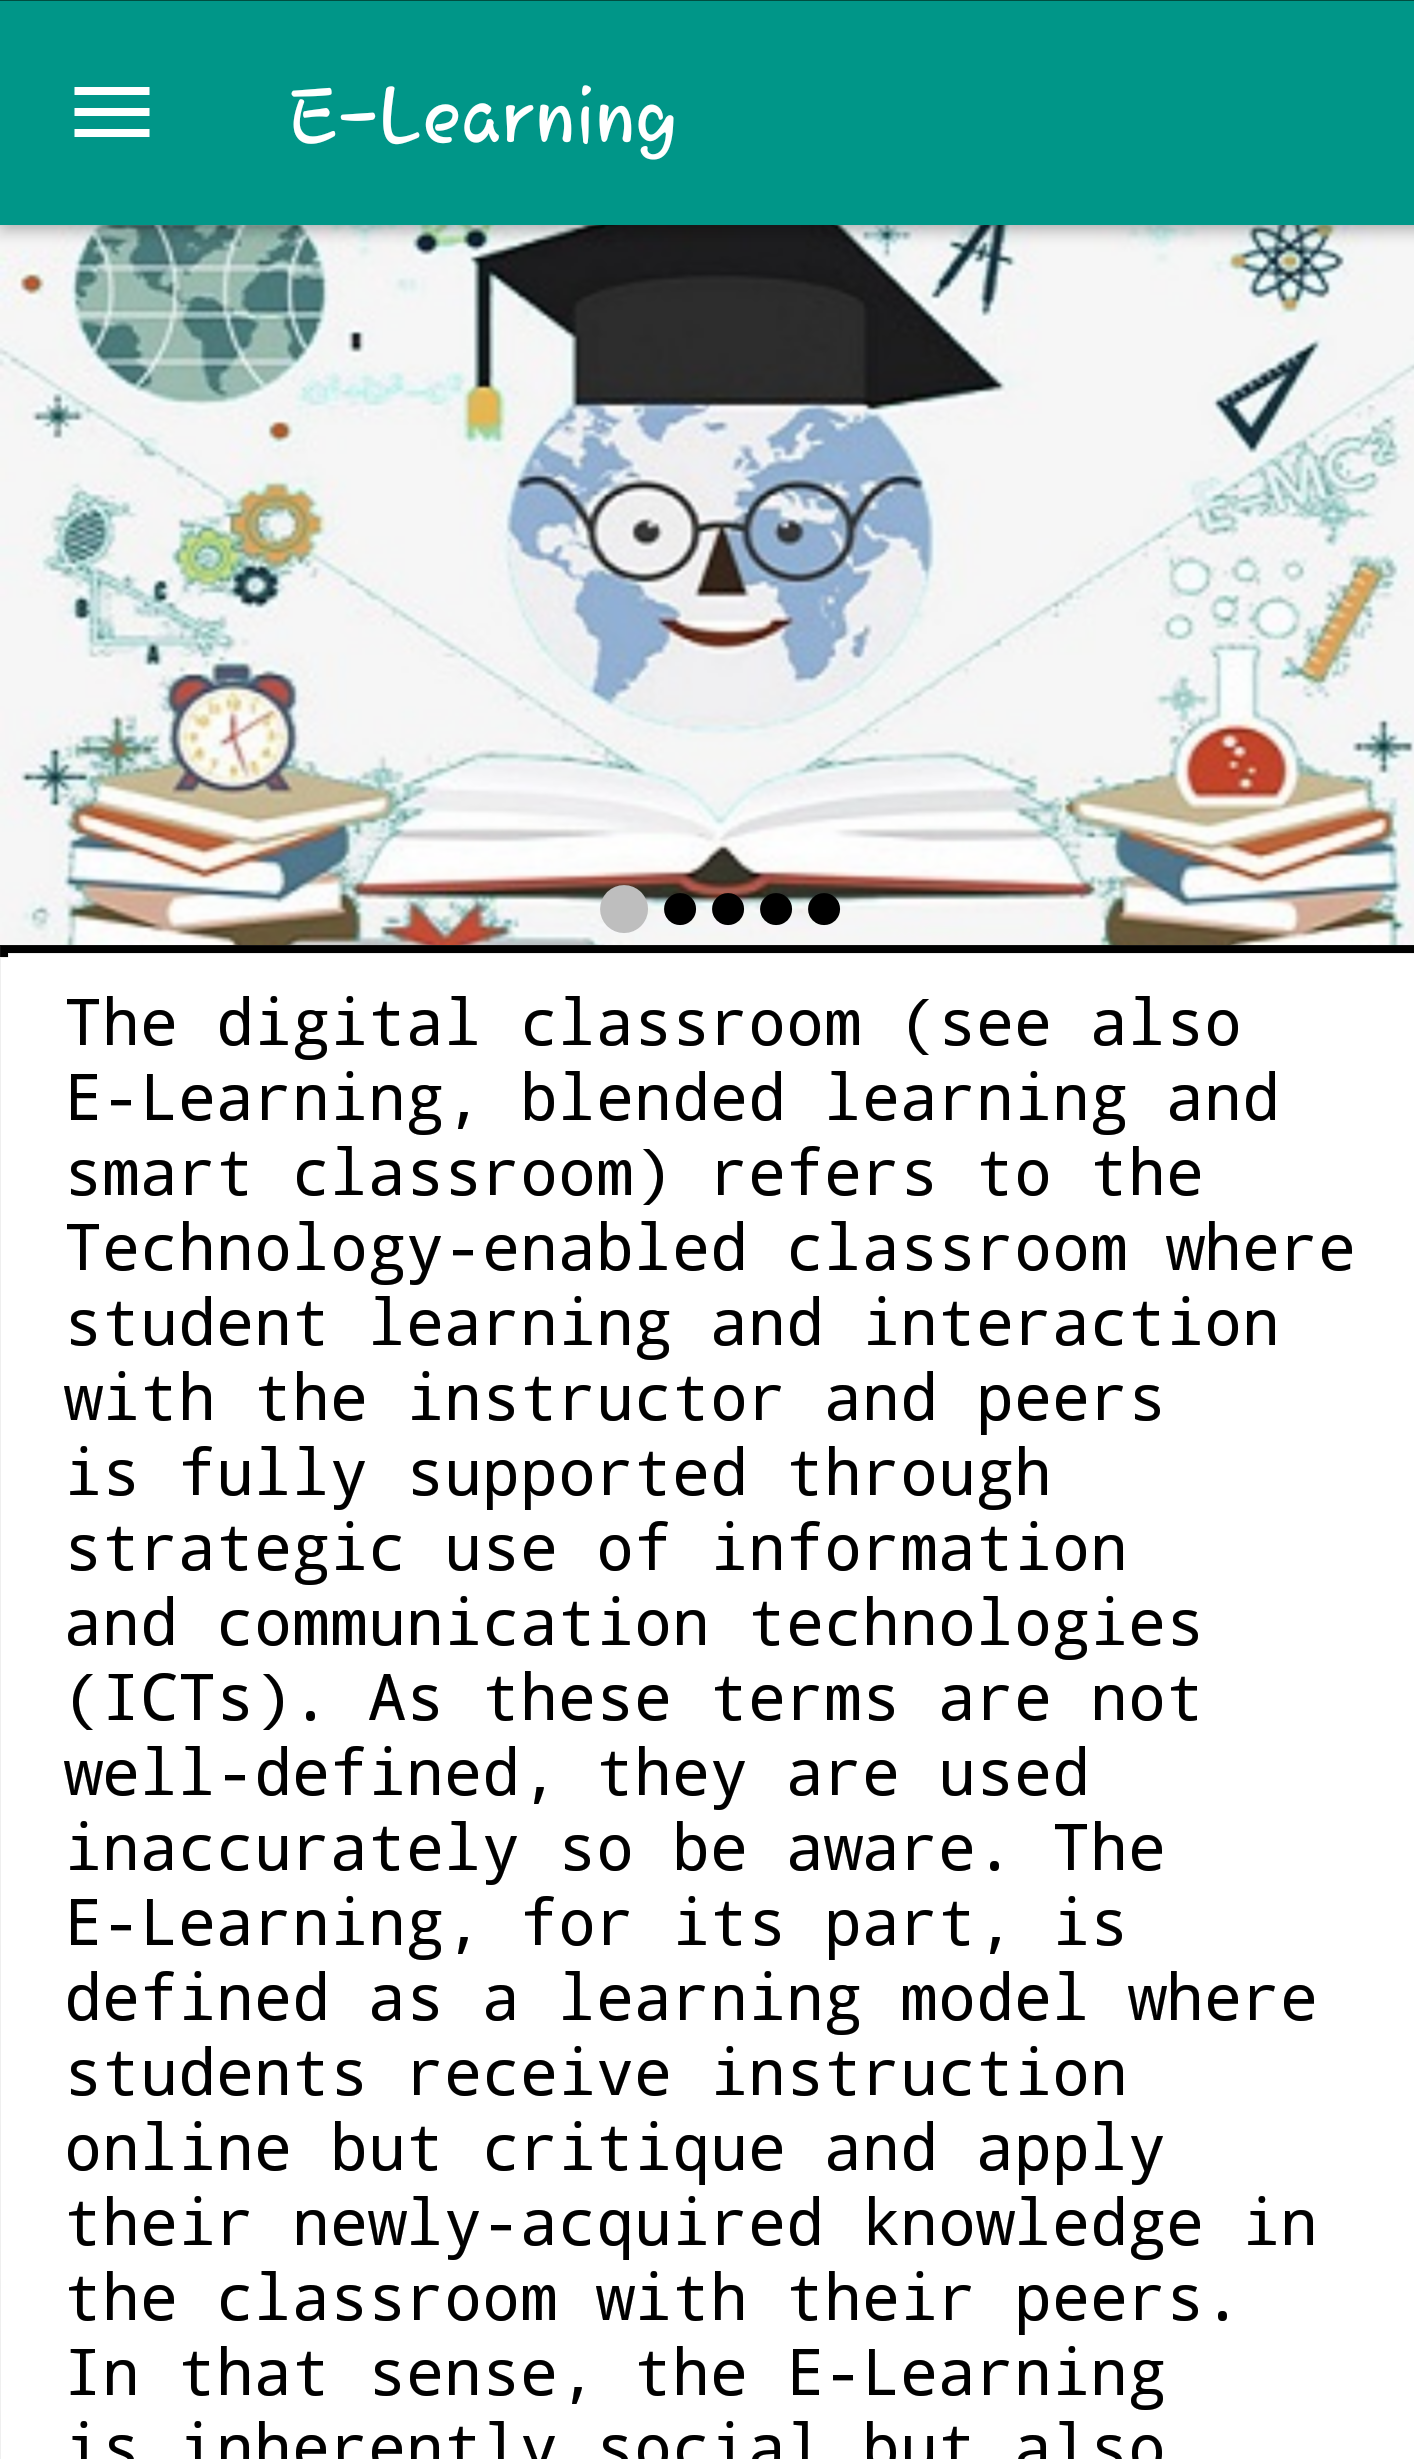 E-Learning
a²+b²=c²
E=MC²
C
B
A
The digital classroom (see also
E-Learning, blended learning and
smart classroom) refers to the
Technology-enabled classroom where
student learning and interaction
with the instructor and peers
is fully supported through
strategic use of information
and communication technologies
(ICTs). As these terms are not
well-defined, they are used
inaccurately so be aware. The
E-Learning, for its part, is
defined as a learning model where
students receive instruction
online but critique and apply
their newly-acquired knowledge in
the classroom with their peers.
In that sense, the E-Learning
is inherently social but also